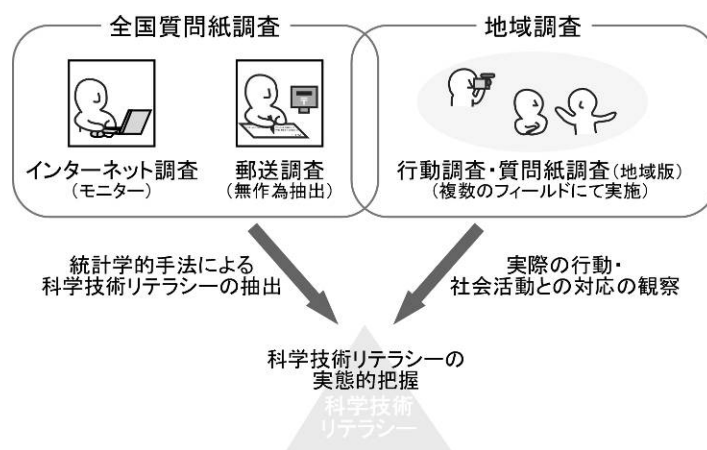 全国質問紙調査
地域調査
インターネット調査
(モニター)
郵送調査
(無作為抽出)
行動調査・質問紙調査(地域版)
(複数のフィールドにて実施)
統計学的手法による
科学技術リテラシーの抽出
実際の行動・
社会活動との対応の観察
科学技術リテラシーの
実態的把握
科学技術
リテラシー